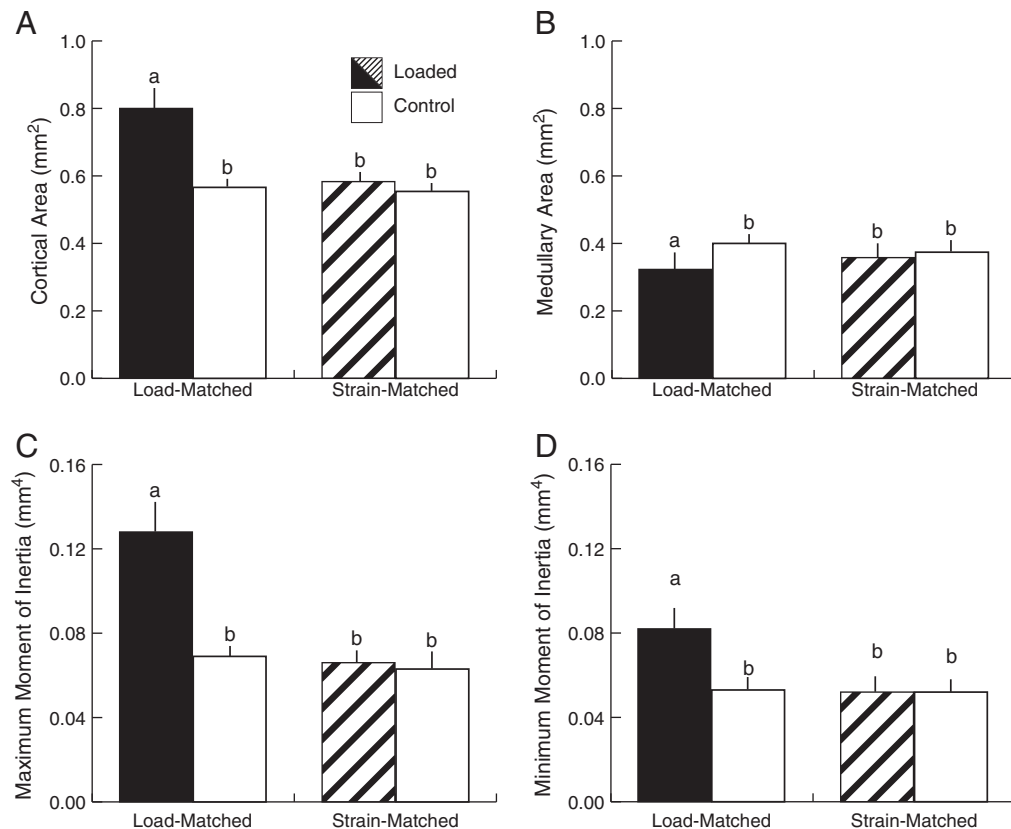 A
Cortical Area (mm²)
1.0
0.8
0.6
0.4
0.2
0.0
a
b
b
b
Loaded
Control
Load-Matched
Strain-Matched
B
Medullary Area (mm²)
1.0
0.8
0.6
0.4
0.2
0.0
a
b
b
b
Load-Matched
Strain-Matched
C
Maximum Moment of Inertia (mm⁴)
0.16
0.12
0.08
0.04
0.00
a
b
b
b
Load-Matched
Strain-Matched
D
Minimum Moment of Inertia (mm⁴)
0.16
0.12
0.08
0.04
0.00
a
b
b
b
Load-Matched
Strain-Matched